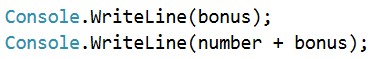 Console.WriteLine(bonus);
Console.WriteLine(number + bonus);